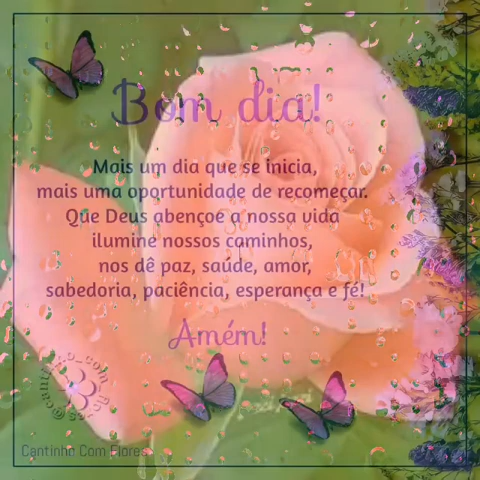 Bom dia!
Mais um dia que se inicia,
mais uma oportunidade de recomeçar.
Que Deus abençoe a nossa vida
ilumine nossos caminhos,
nos dê paz, saúde, amor,
sabedoria, paciência, esperança e fé!
Amém!
Cantinho Com Flores